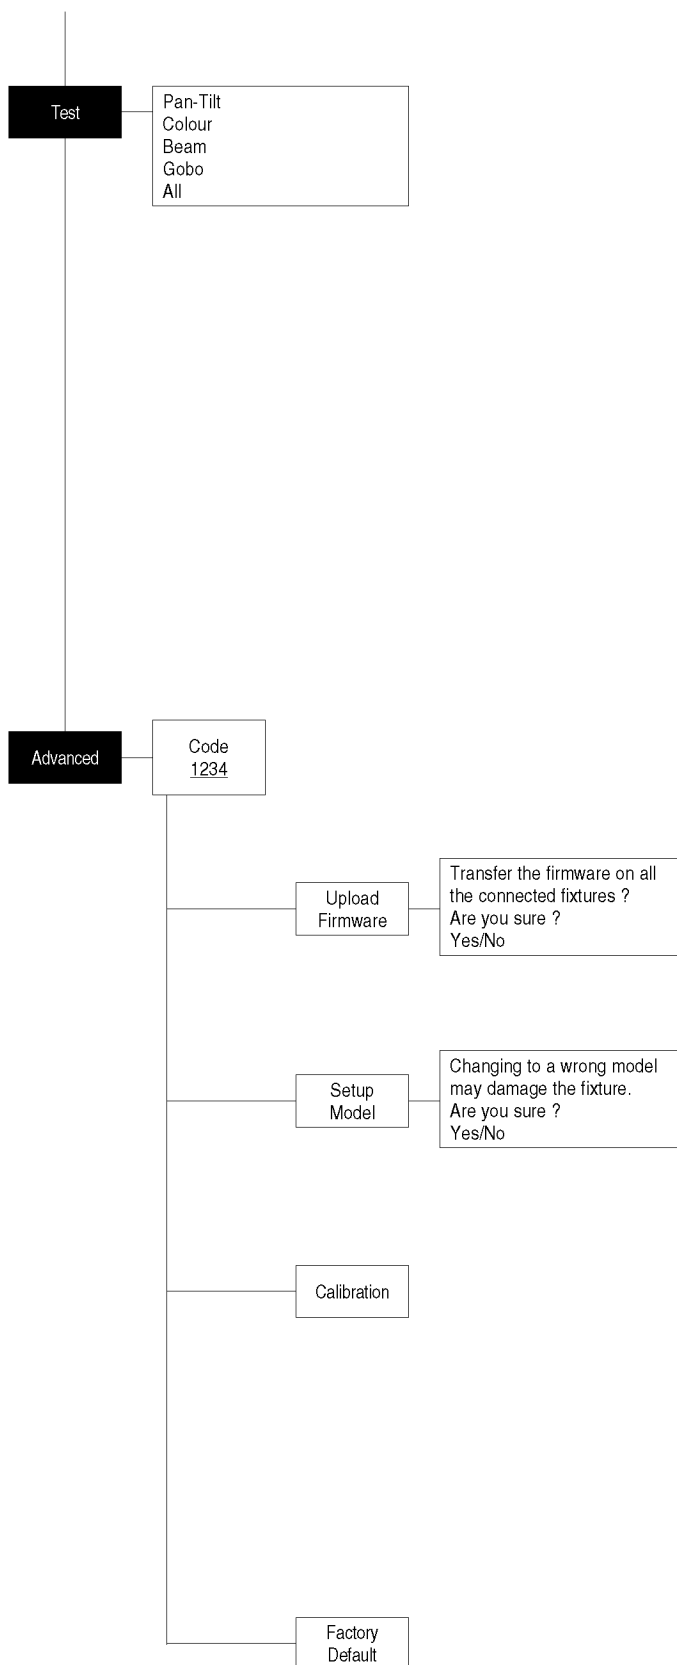 Test
Pan-Tilt
Colour
Beam
Gobo
All
Advanced
Code
1234
Upload
Firmware
Transfer the firmware on all
the connected fixtures ?
Are you sure ?
Yes/No
Setup
Model
Changing to a wrong model
may damage the fixture.
Are you sure ?
Yes/No
Calibration
Factory
Default